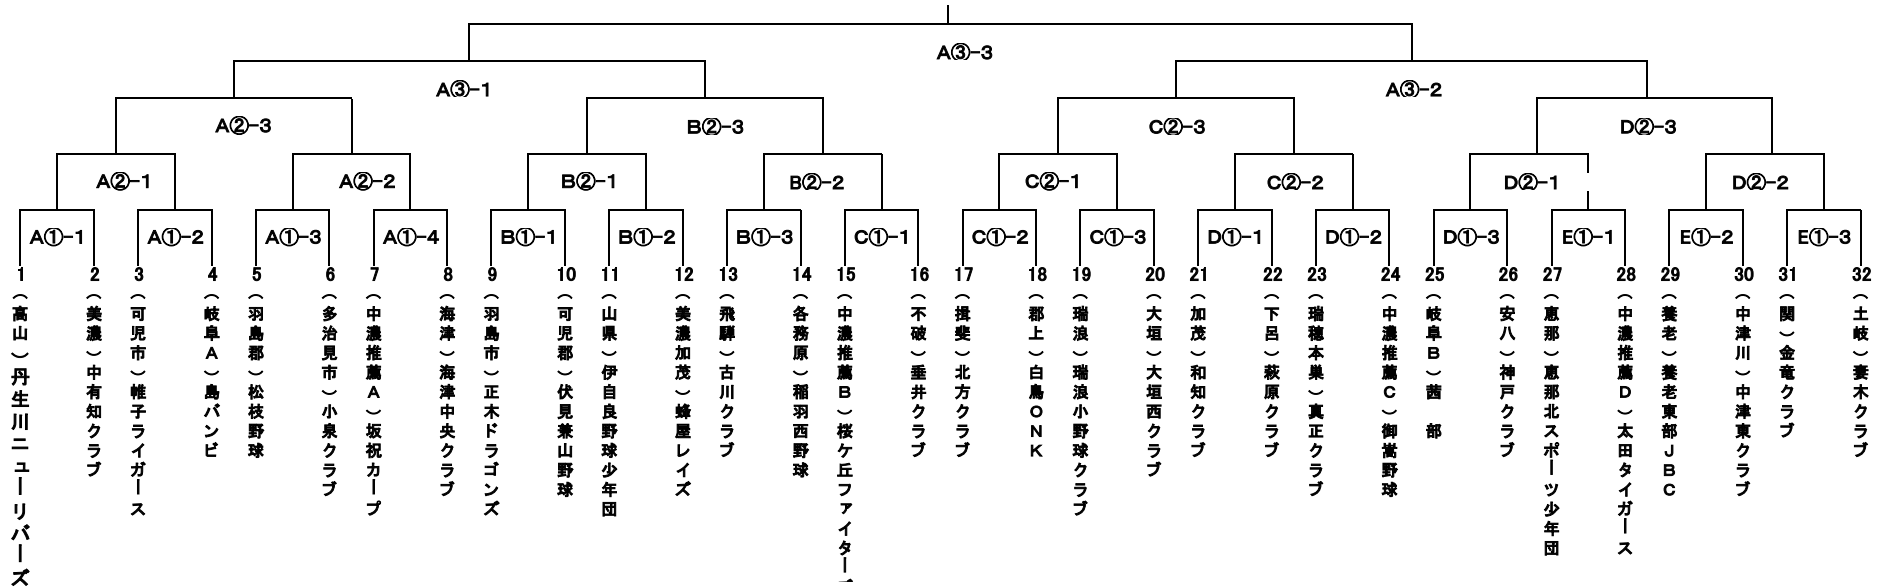 A③-3
A③-1
A③-2
A②-3
B②-3
C②-3
D②-3
A②-1
A②-2
B②-1
B②-2
C②-1
C②-2
D②-1
D②-2
A①-1
A①-2
A①-3
A①-4
B①-1
B①-2
B①-3
C①-1
C①-2
C①-3
D①-1
D①-2
D①-3
E①-1
E①-2
E①-3
1（高山）丹生川ニューリバーズ
2（美濃）中有知クラブ
3（可児市）帷子ライガース
4（岐阜A）島バンビ
5（羽島郡）松枝野球
6（多治見市）小泉クラブ
7（中濃推薦A）坂祝カープ
8（海津）海津中央クラブ
9（羽島市）正木ドラゴンズ
10（可児郡）伏見兼山野球
11（山県）伊自良野球少年団
12（美濃加茂）蜂屋レイズ
13（飛騨）古川クラブ
14（各務原）稲羽西野球
15（中濃推薦B）桜ケ丘ファイターズ
16（不破）垂井クラブ
17（揖斐）北方クラブ
18（郡上）白鳥ONK
19（瑞浪）瑞浪小野球クラブ
20（大垣）大垣西クラブ
21（加茂）和知クラブ
22（下呂）萩原クラブ
23（瑞穂本巣）真正クラブ
24（中濃推薦C）御嵩野球
25（岐阜B）茜　部
26（安八）神戸クラブ
27（恵那）恵那北スポーツ少年団
28（中濃推薦D）太田タイガース
29（養老）養老東部JBC
30（中津川）中津東クラブ
31（関）金竜クラブ
32（土岐）妻木クラブ